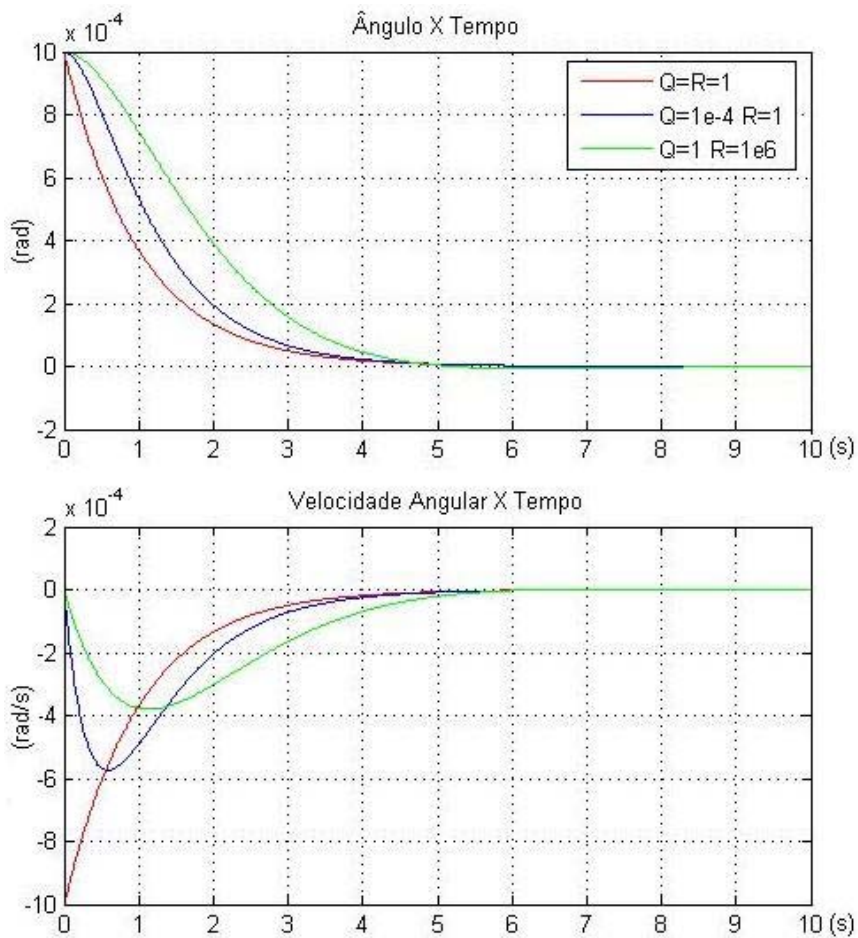 x 10-4
Ângulo X Tempo
10
8
6
4
2
0
-2
(rad)
Q=R=1
Q=1e-4 R=1
Q=1 R=1e6
0 1 2 3 4 5 6 7 8 9 10 (s)
x 10-4
Velocidade Angular X Tempo
2
0
-2
-4
-6
-8
-10
(rad/s)
0 1 2 3 4 5 6 7 8 9 10 (s)